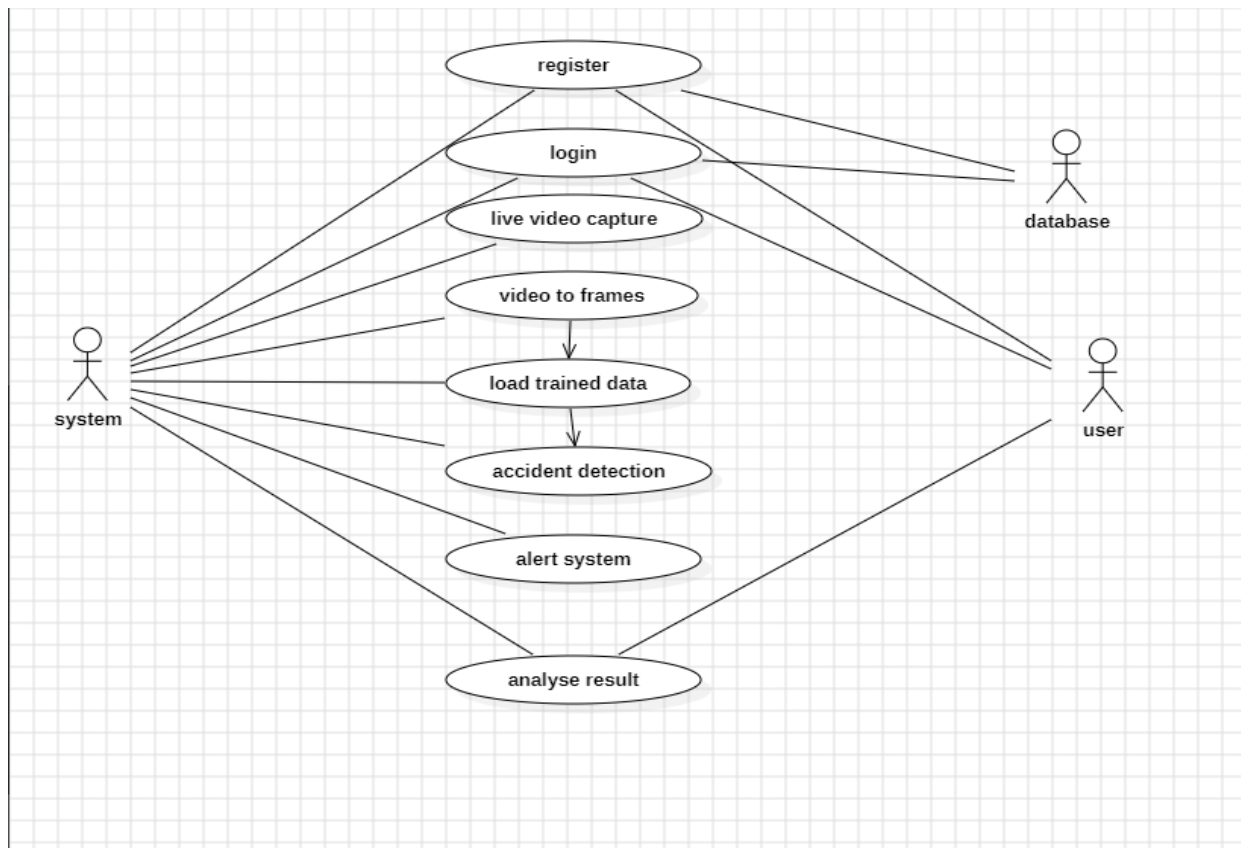 register
login
database
live video capture
video to frames
system
load trained data
user
accident detection
alert system
analyse result